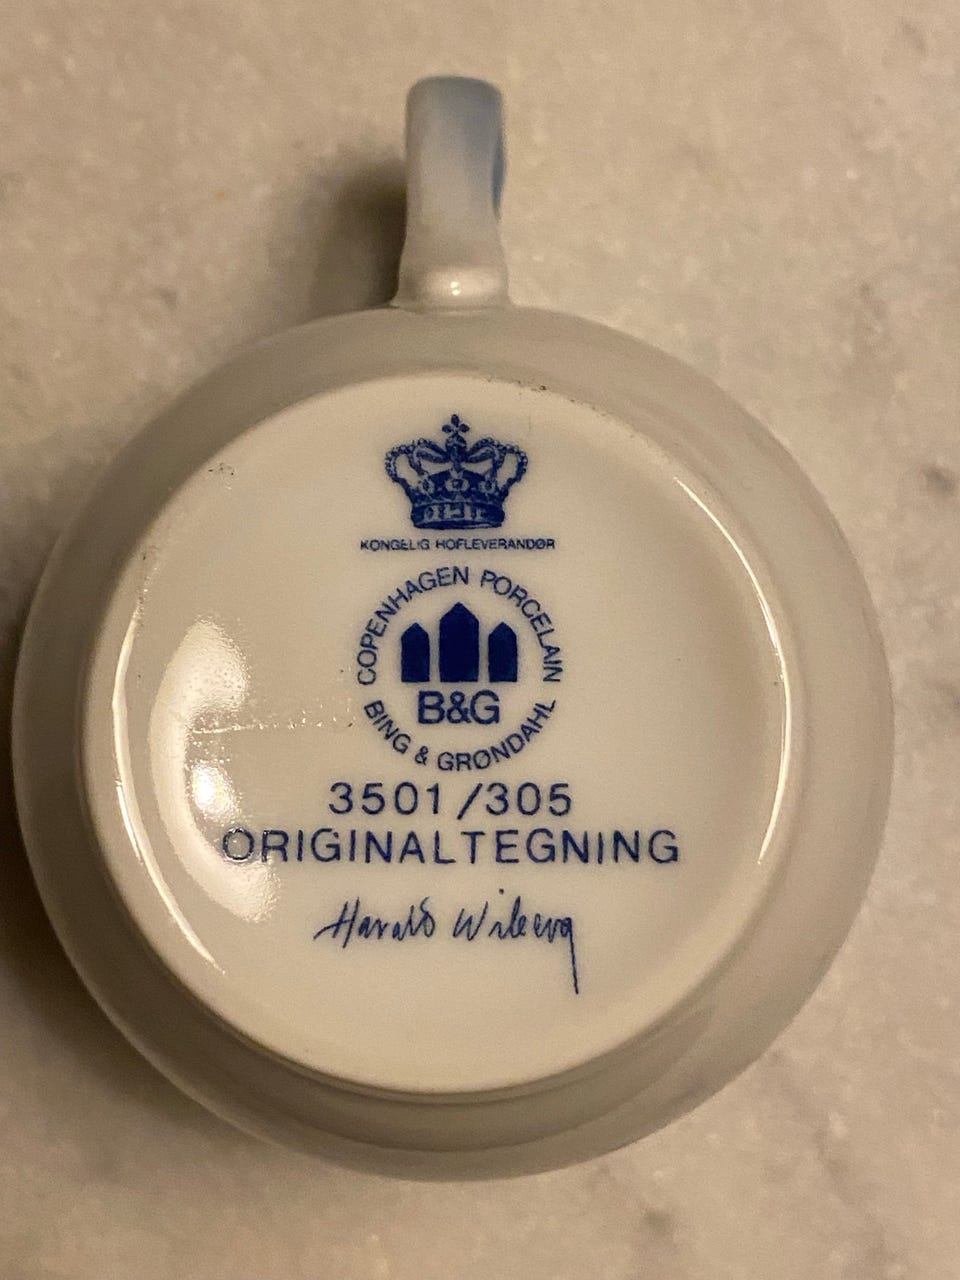 KONGELIG HOFLEVERANDØR
COPENHAGEN PORCELAIN
B&G
BING & GRØNDAHL
3501/305
ORIGINALTEGNING
Harald Wiberg